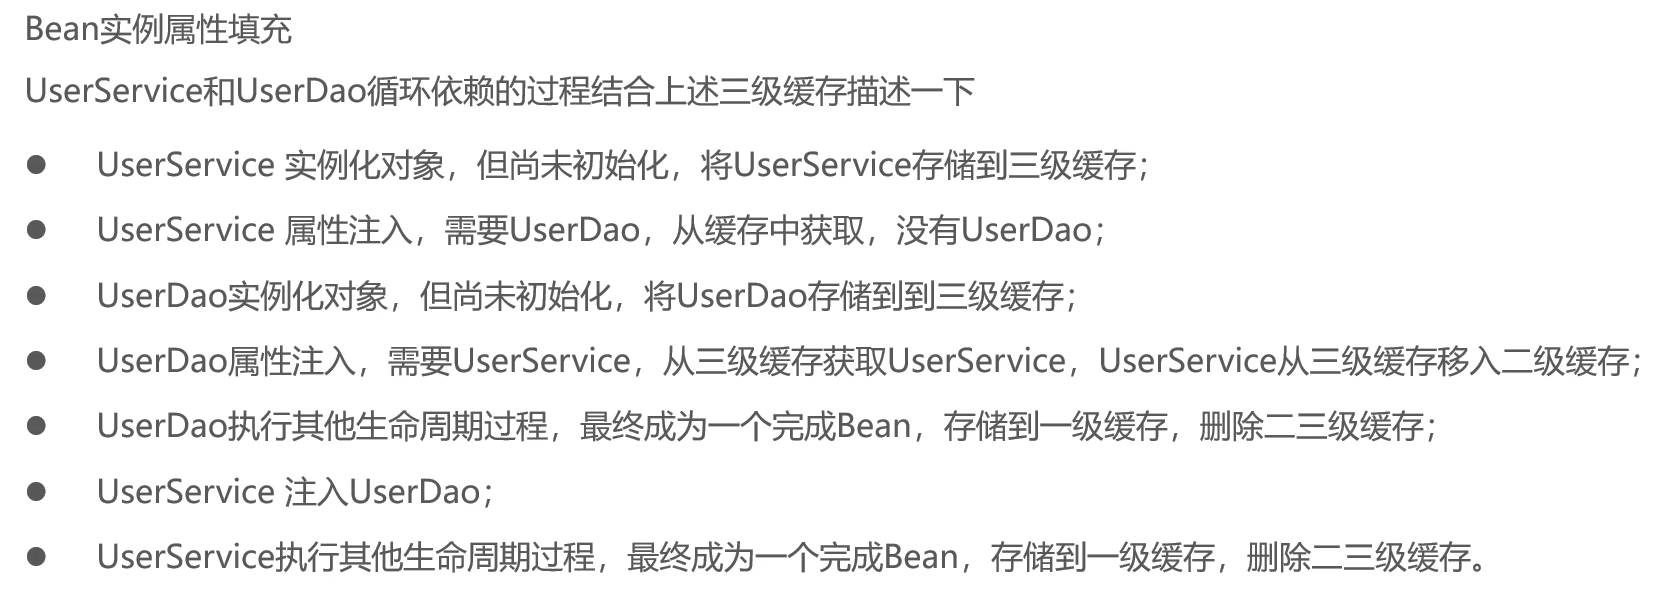 Bean实例属性填充
UserService和UserDao循环依赖的过程结合上述三级缓存描述一下
● UserService 实例化对象，但尚未初始化，将UserService存储到三级缓存；
● UserService 属性注入，需要UserDao，从缓存中获取，没有UserDao；
● UserDao实例化对象，但尚未初始化，将UserDao存储到到三级缓存；
● UserDao属性注入，需要UserService，从三级缓存获取UserService，UserService从三级缓存移入二级缓存；
● UserDao执行其他生命周期过程，最终成为一个完成Bean，存储到一级缓存，删除二三级缓存；
● UserService 注入UserDao；
● UserService执行其他生命周期过程，最终成为一个完成Bean，存储到一级缓存，删除二三级缓存。